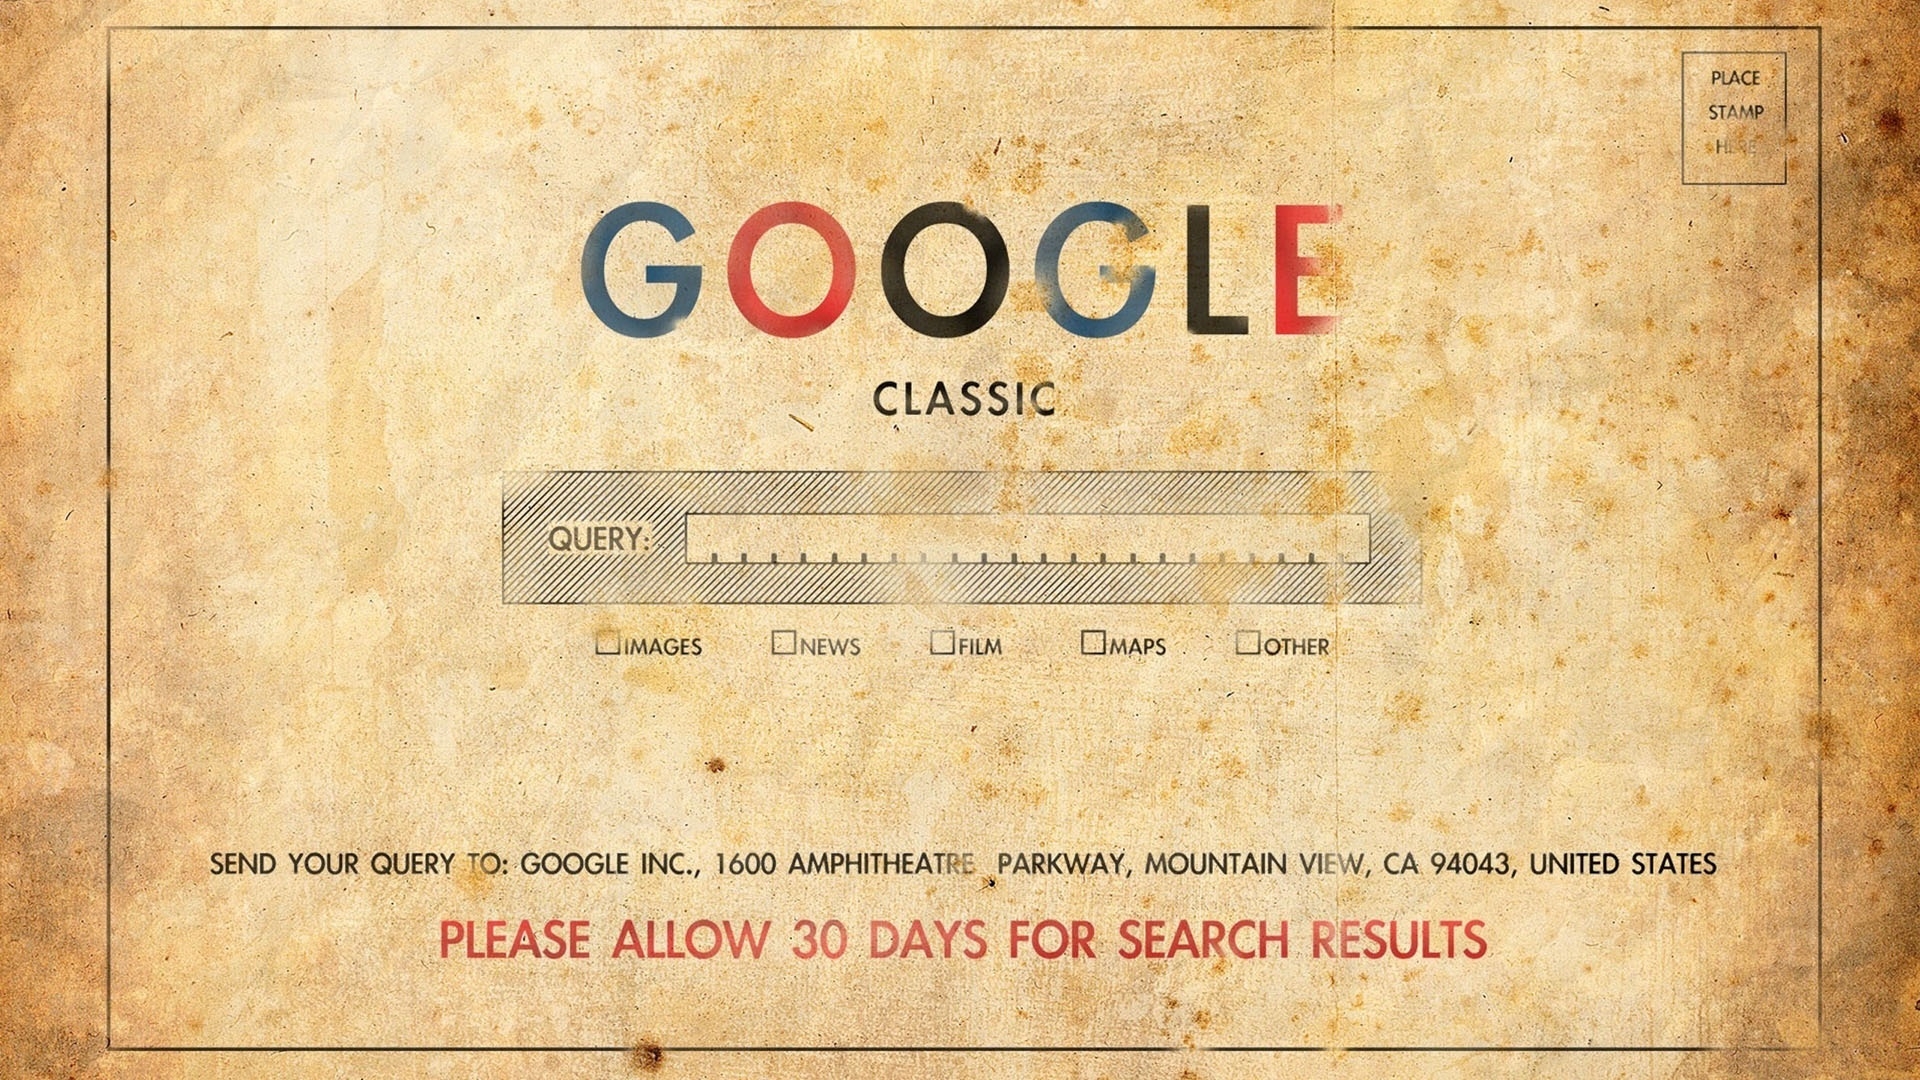 PLACE
STAMP
HERE
GOOGLE
CLASSIC
QUERY:
IMAGES NEWS FILM MAPS OTHER
SEND YOUR QUERY TO: GOOGLE INC., 1600 AMPHITHEATRE PARKWAY, MOUNTAIN VIEW, CA 94043, UNITED STATES
PLEASE ALLOW 30 DAYS FOR SEARCH RESULTS